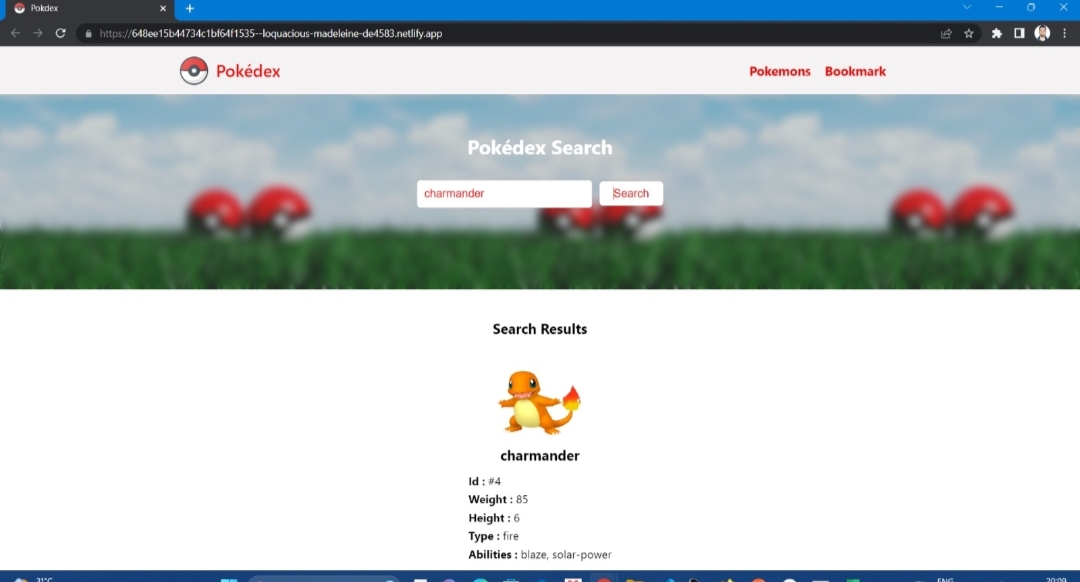 Pokdex
https://648ee15b44734c1bf64f1535--loquacious-madeleine-de4583.netlify.app
Pokédex
Pokemons Bookmark
Pokédex Search
charmander Search
Search Results
charmander
Id : #4
Weight : 85
Height : 6
Type : fire
Abilities : blaze, solar-power
31°C ENG 20:09